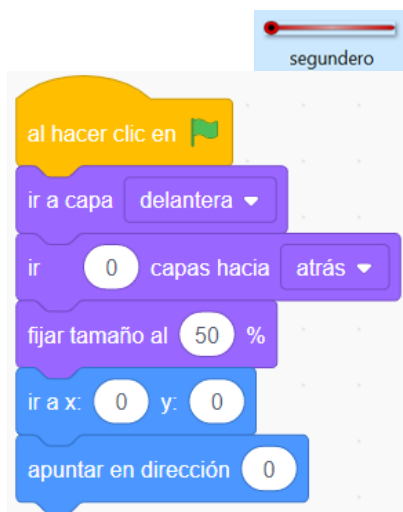 segundero
al hacer clic en
ir a capa delantera
ir 0 capas hacia atrás
fijar tamaño al 50 %
ir a x: 0 y: 0
apuntar en dirección 0